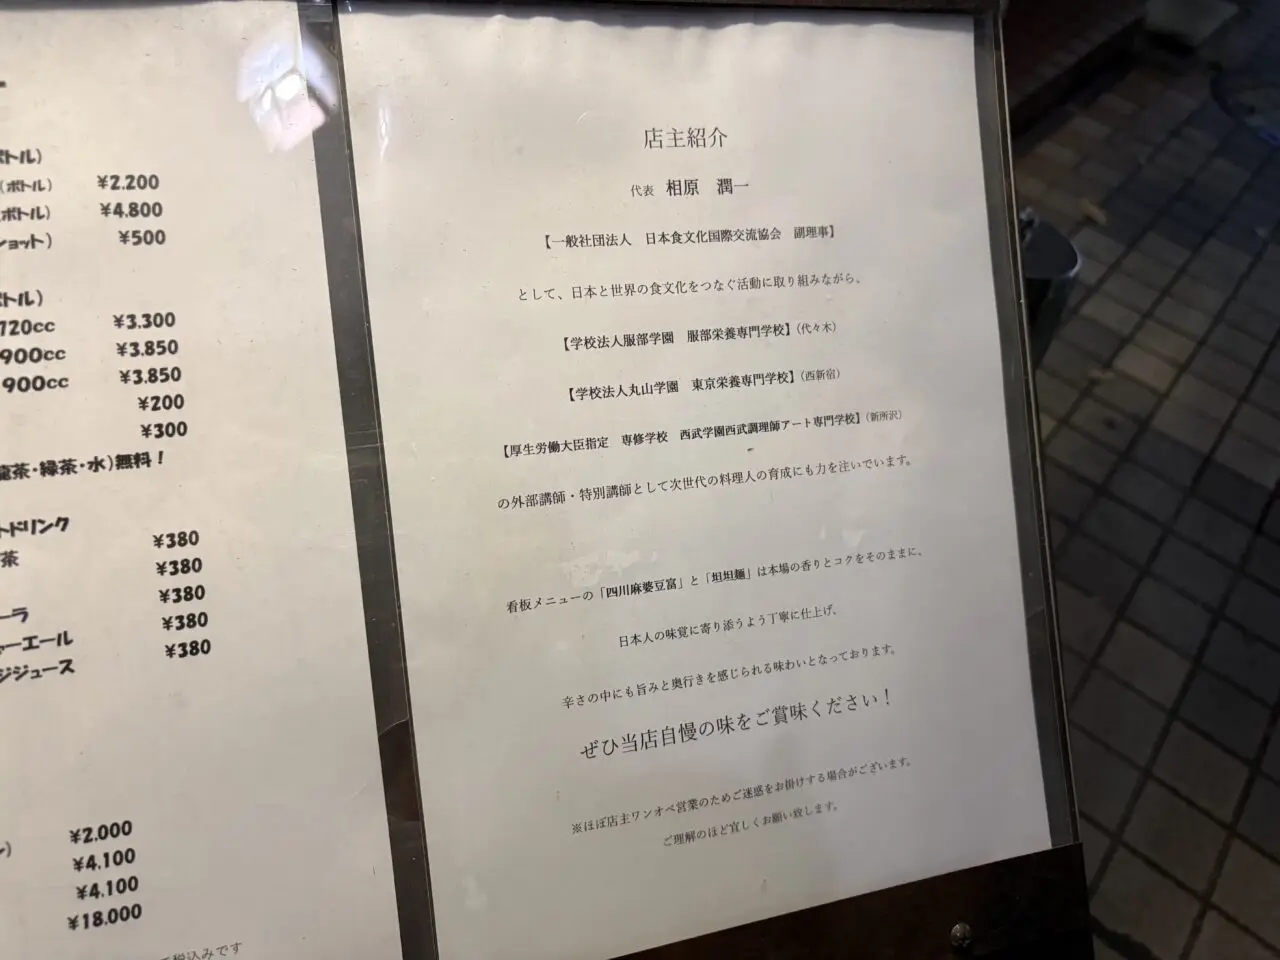 ボトル)
(ボトル) ¥2.200
ボトル) ¥4.800
ショット) ¥500
ボトル)
720cc ¥3.300
900cc ¥3.850
900cc ¥3.850
¥200
¥300
龍茶・緑茶・水)無料!
トドリンク
茶 ¥380
¥380
ーラ ¥380
ャーエール ¥380
ジジュース ¥380
¥2.000
¥4.100
¥4.100
¥18.000
税込みです
店主紹介
代表 相原 潤一
【一般社団法人 日本食文化国際交流協会 副理事】
として、日本と世界の食文化をつなぐ活動に取り組みながら、
【学校法人服部学園 服部栄養専門学校】(代々木)
【学校法人丸山学園 東京栄養専門学校】(西新宿)
【厚生労働大臣指定 専修学校 西武学園西武調理師アート専門学校】(新所沢)
の外部講師・特別講師として次世代の料理人の育成にも力を注いでいます。
看板メニューの「四川麻婆豆富」と「坦坦麺」は本場の香りとコクをそのままに、
日本人の味覚に寄り添うよう丁寧に仕上げ、
辛さの中にも旨みと奥行きを感じられる味わいとなっております。
ぜひ当店自慢の味をご賞味ください!
※ほぼ店主ワンオペ営業のためご迷惑をお掛けする場合がございます。
ご理解のほど宜しくお願い致します。